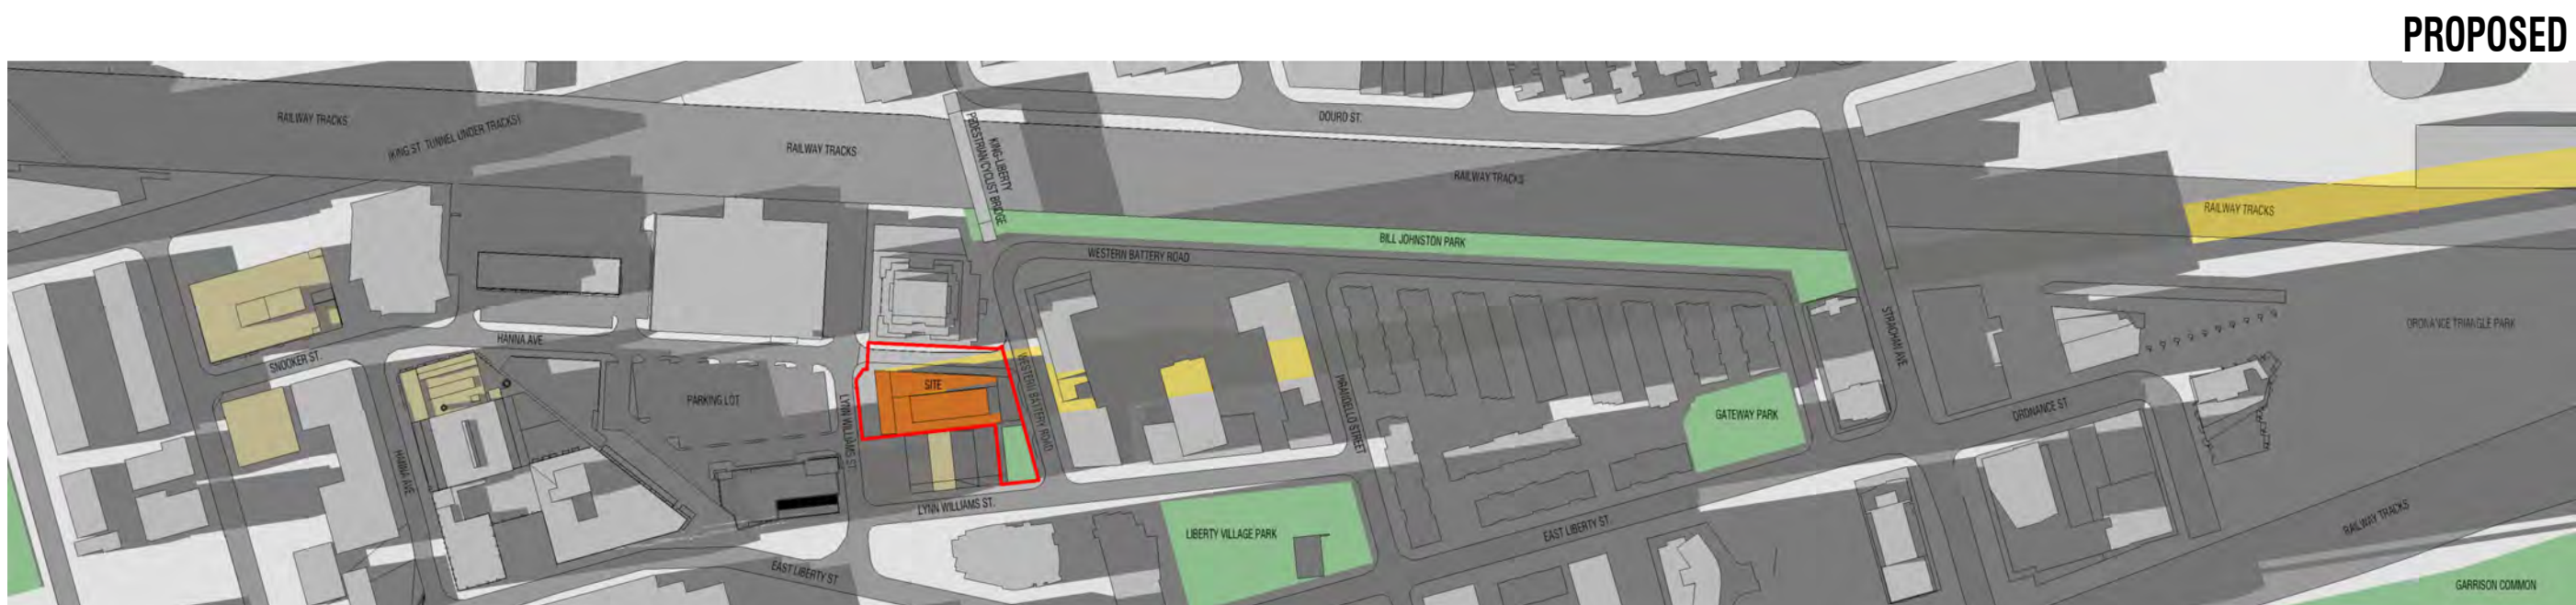 PROPOSED
RAILWAY TRACKS
(KING ST. TUNNEL UNDER TRACKS)
RAILWAY TRACKS
KING-LIBERTY
PEDESTRIAN/CYCLIST BRIDGE
DOURO ST.
RAILWAY TRACKS
RAILWAY TRACKS
BILL JOHNSTON PARK
WESTERN BATTERY ROAD
HANNA AVE
SNOOKER ST.
SITE
WESTERN BATTERY ROAD
PARKING LOT
LYNN WILLIAMS ST.
PIRANDELLO STREET
GATEWAY PARK
STRACHAN AVE
ORDNANCE TRIANGLE PARK
ORDNANCE ST.
HANNA AVE
LYNN WILLIAMS ST.
LIBERTY VILLAGE PARK
EAST LIBERTY ST.
RAILWAY TRACKS
EAST LIBERTY ST
GARRISON COMMON